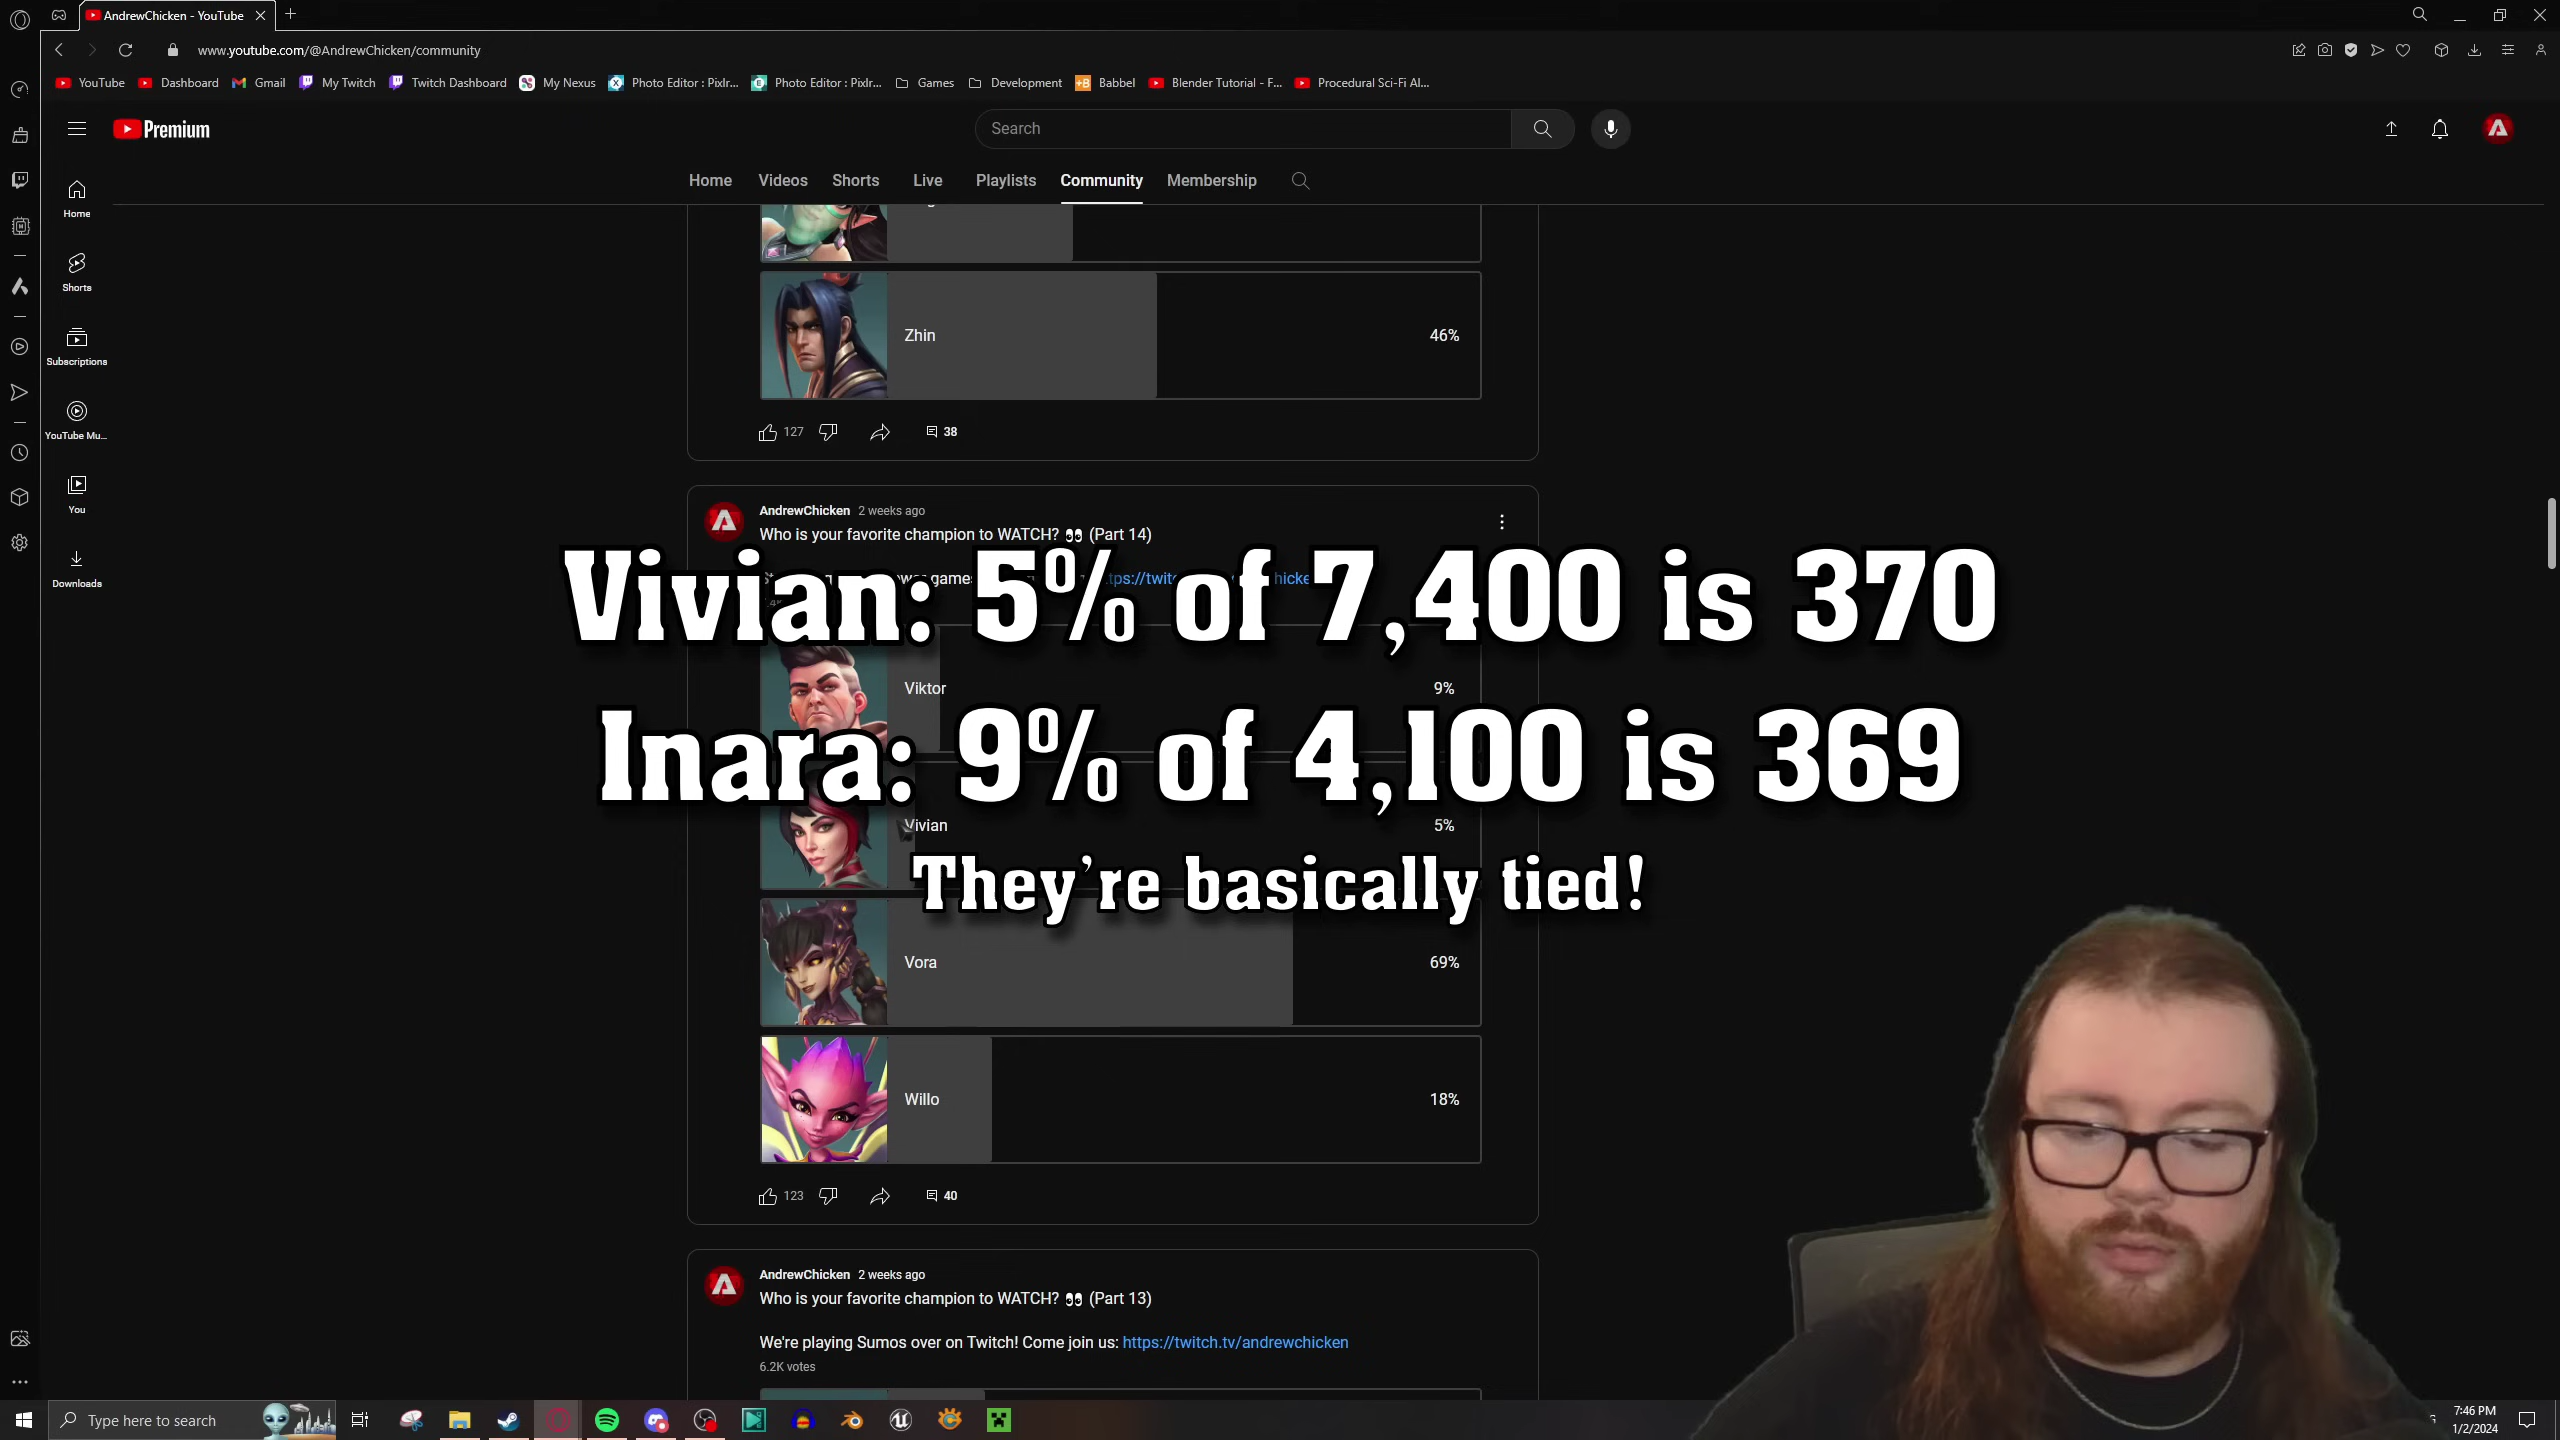 AndrewChicken - YouTube
www.youtube.com/@AndrewChicken/community
YouTube Dashboard Gmail My Twitch Twitch Dashboard My Nexus Photo Editor : Pixlr... Photo Editor : Pixlr... Games Development Babbel Blender Tutorial - F... Procedural Sci-Fi Al...
Premium
Search
Home Videos Shorts Live Playlists Community Membership
Home
Shorts
Subscriptions
YouTube Mu...
You
Downloads
Zhin 46%
127 38
AndrewChicken 2 weeks ago
Who is your favorite champion to WATCH? 👀 (Part 14)
Vivian: 5% of 7,400 is 370
Viktor 9%
Inara: 9% of 4,100 is 369
Vivian 5%
They're basically tied!
Vora 69%
Willo 18%
123 40
AndrewChicken 2 weeks ago
Who is your favorite champion to WATCH? 👀 (Part 13)
We're playing Sumos over on Twitch! Come join us: https://twitch.tv/andrewchicken
6.2K votes
Type here to search
7:46 PM
1/2/2024